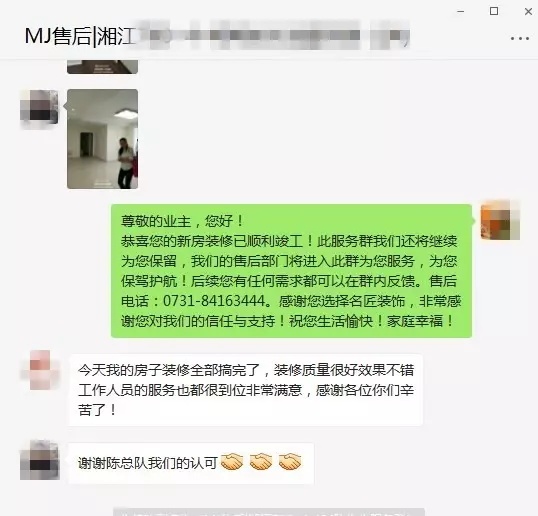 MJ售后|湘江
尊敬的业主，您好！
恭喜您的新房装修已顺利竣工！此服务群我们还将继续
为您保留，我们的售后部门将进入此群为您服务，为您
保驾护航！后续您有任何需求都可以在群内反馈。售后
电话：0731-84163444。感谢您选择名匠装饰，非常感
谢您对我们的信任与支持！祝您生活愉快！家庭幸福！
今天我的房子装修全部搞完了，装修质量很好效果不错
工作人员的服务也都很到位非常满意，感谢各位你们辛
苦了！
谢谢陈总队我们的认可